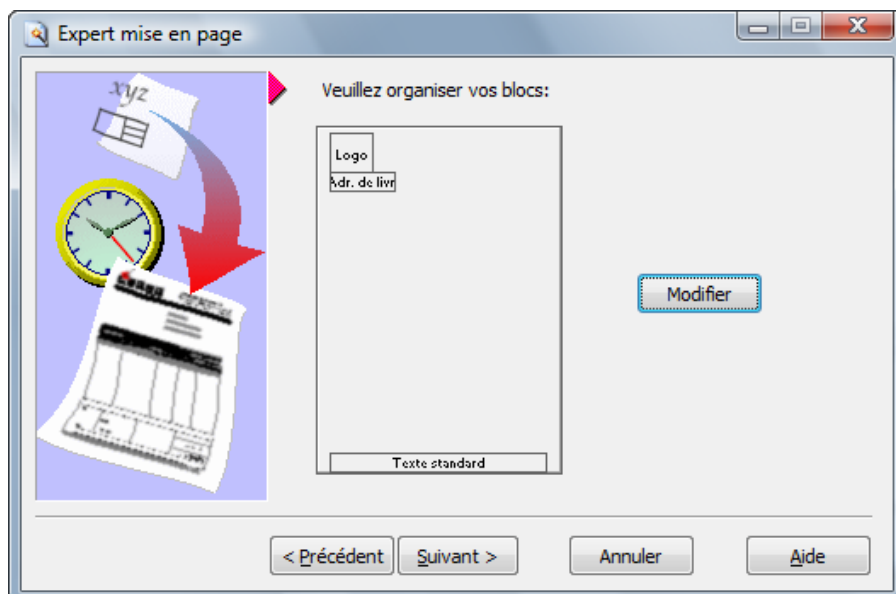 Expert mise en page
xyz
Veuillez organiser vos blocs:
Logo
Adr. de livr
Modifier
Texte standard
< Précédent
Suivant >
Annuler
Aide